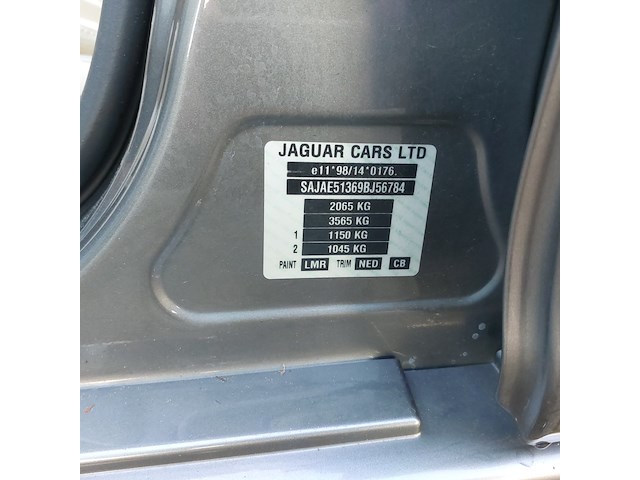 JAGUAR CARS LTD
e11*98/14*0176.
SAJAE51369BJ56784
2065 KG
3565 KG
1 1150 KG
2 1045 KG
PAINT LMR TRIM NED CB